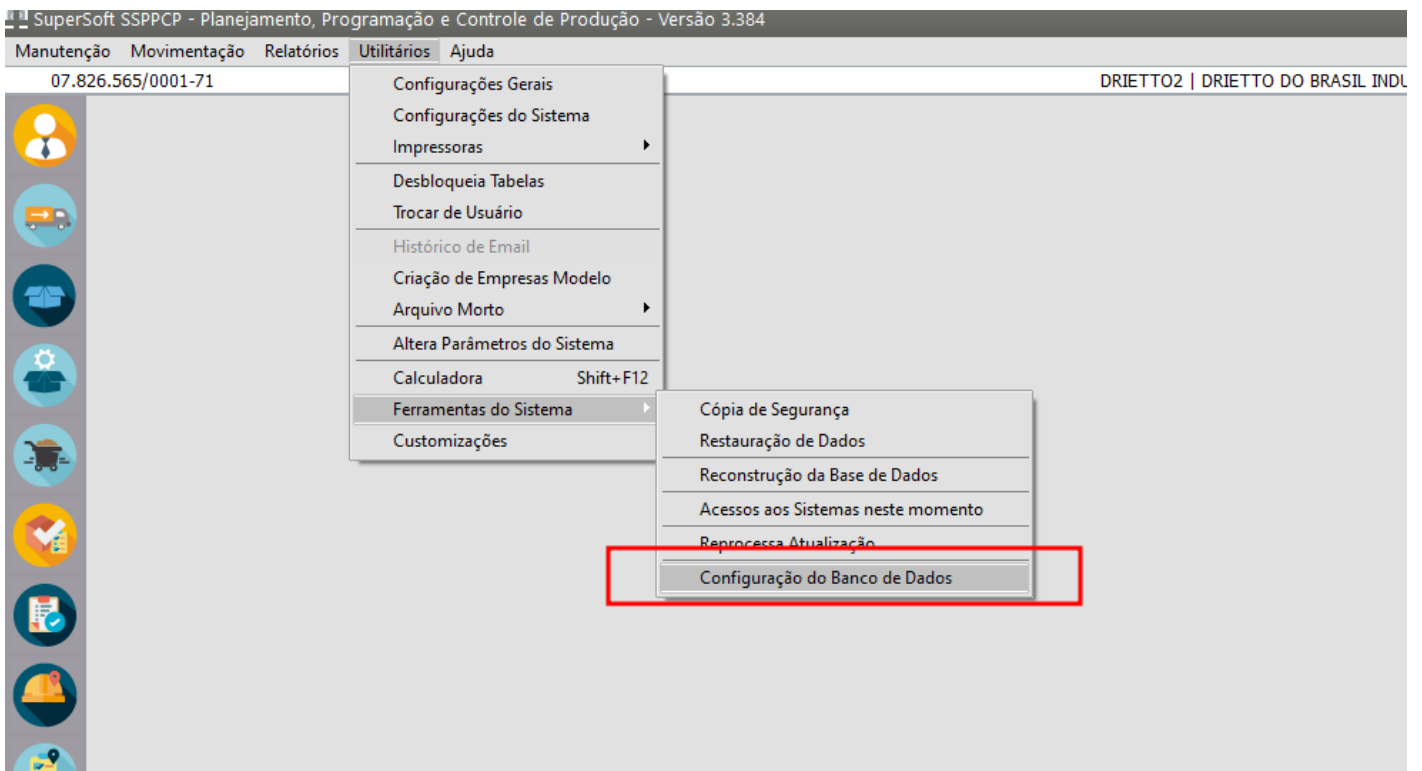 SuperSoft SSPPCP - Planejamento, Programação e Controle de Produção - Versão 3.384
Manutenção Movimentação Relatórios Utilitários Ajuda
07.826.565/0001-71 DRIETTO2 | DRIETTO DO BRASIL INDU
Configurações Gerais
Configurações do Sistema
Impressoras
Desbloqueia Tabelas
Trocar de Usuário
Histórico de Email
Criação de Empresas Modelo
Arquivo Morto
Altera Parâmetros do Sistema
Calculadora Shift+F12
Ferramentas do Sistema
Customizações
Cópia de Segurança
Restauração de Dados
Reconstrução da Base de Dados
Acessos aos Sistemas neste momento
Reprocessa Atualização
Configuração do Banco de Dados